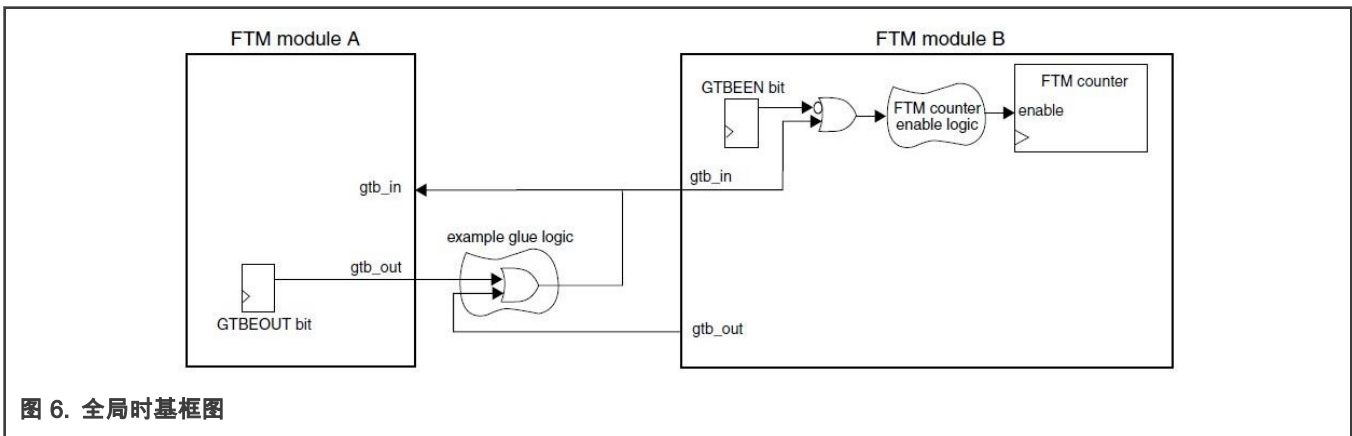 FTM module A
FTM module B
GTBEEN bit
FTM counter
enable logic
FTM counter
enable
gtb_in
gtb_in
example glue logic
gtb_out
GTBEOUT bit
gtb_out
图 6. 全局时基框图